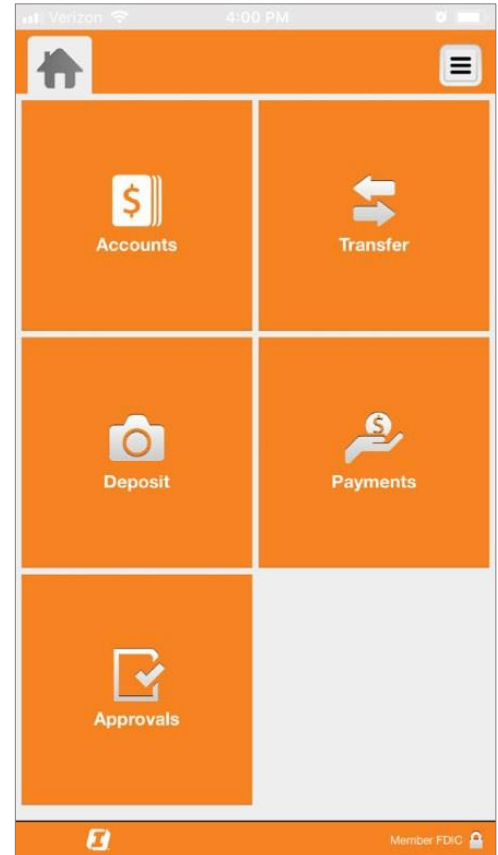 Verizon 4:00 PM
Accounts
Transfer
Deposit
Payments
Approvals
Member FDIC